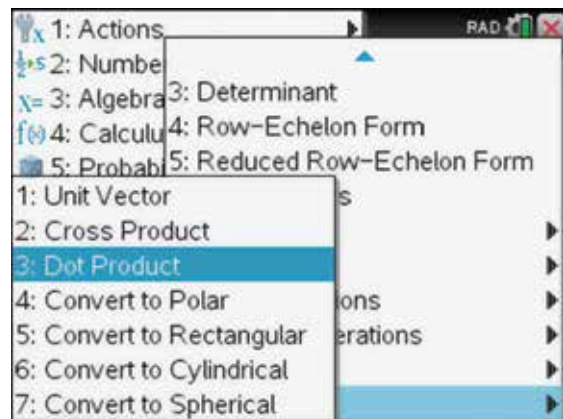 1: Actions
RAD
2: Numbe
3: Algebra
4: Calculu
5: Probabi
3: Determinant
4: Row-Echelon Form
5: Reduced Row-Echelon Form
s
ons
erations
1: Unit Vector
2: Cross Product
3: Dot Product
4: Convert to Polar
5: Convert to Rectangular
6: Convert to Cylindrical
7: Convert to Spherical